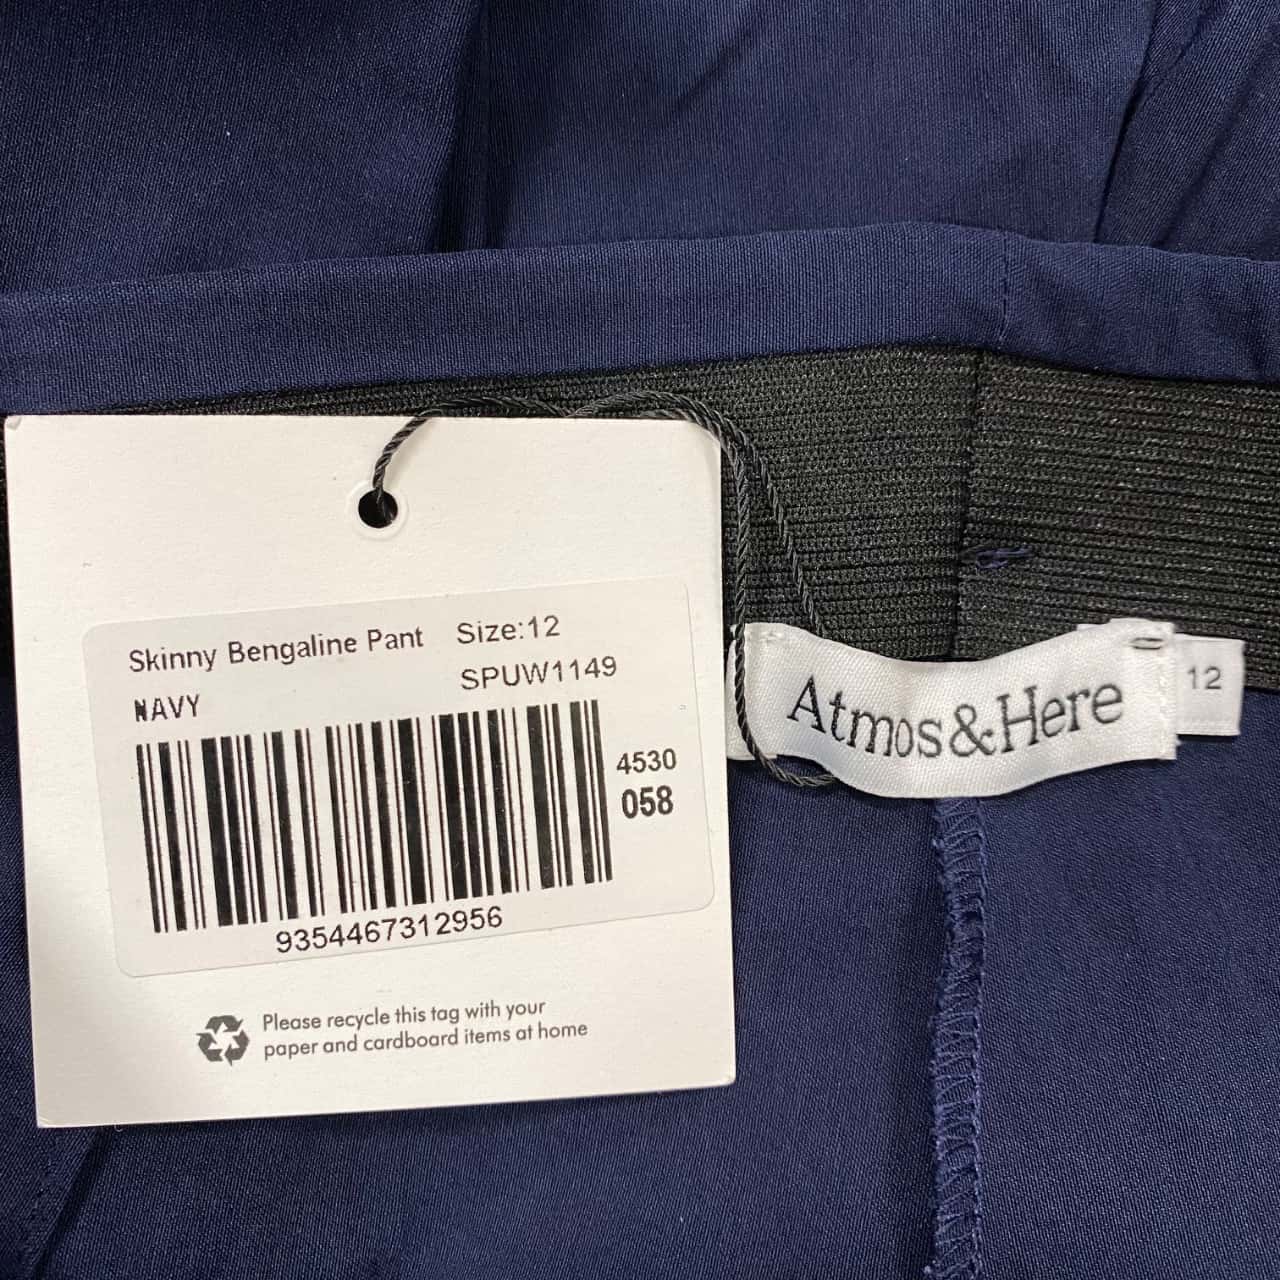 Skinny Bengaline Pant Size:12
NAVY SPUW1149
4530
058
9354467312956
Please recycle this tag with your
paper and cardboard items at home
Atmos&Here
12